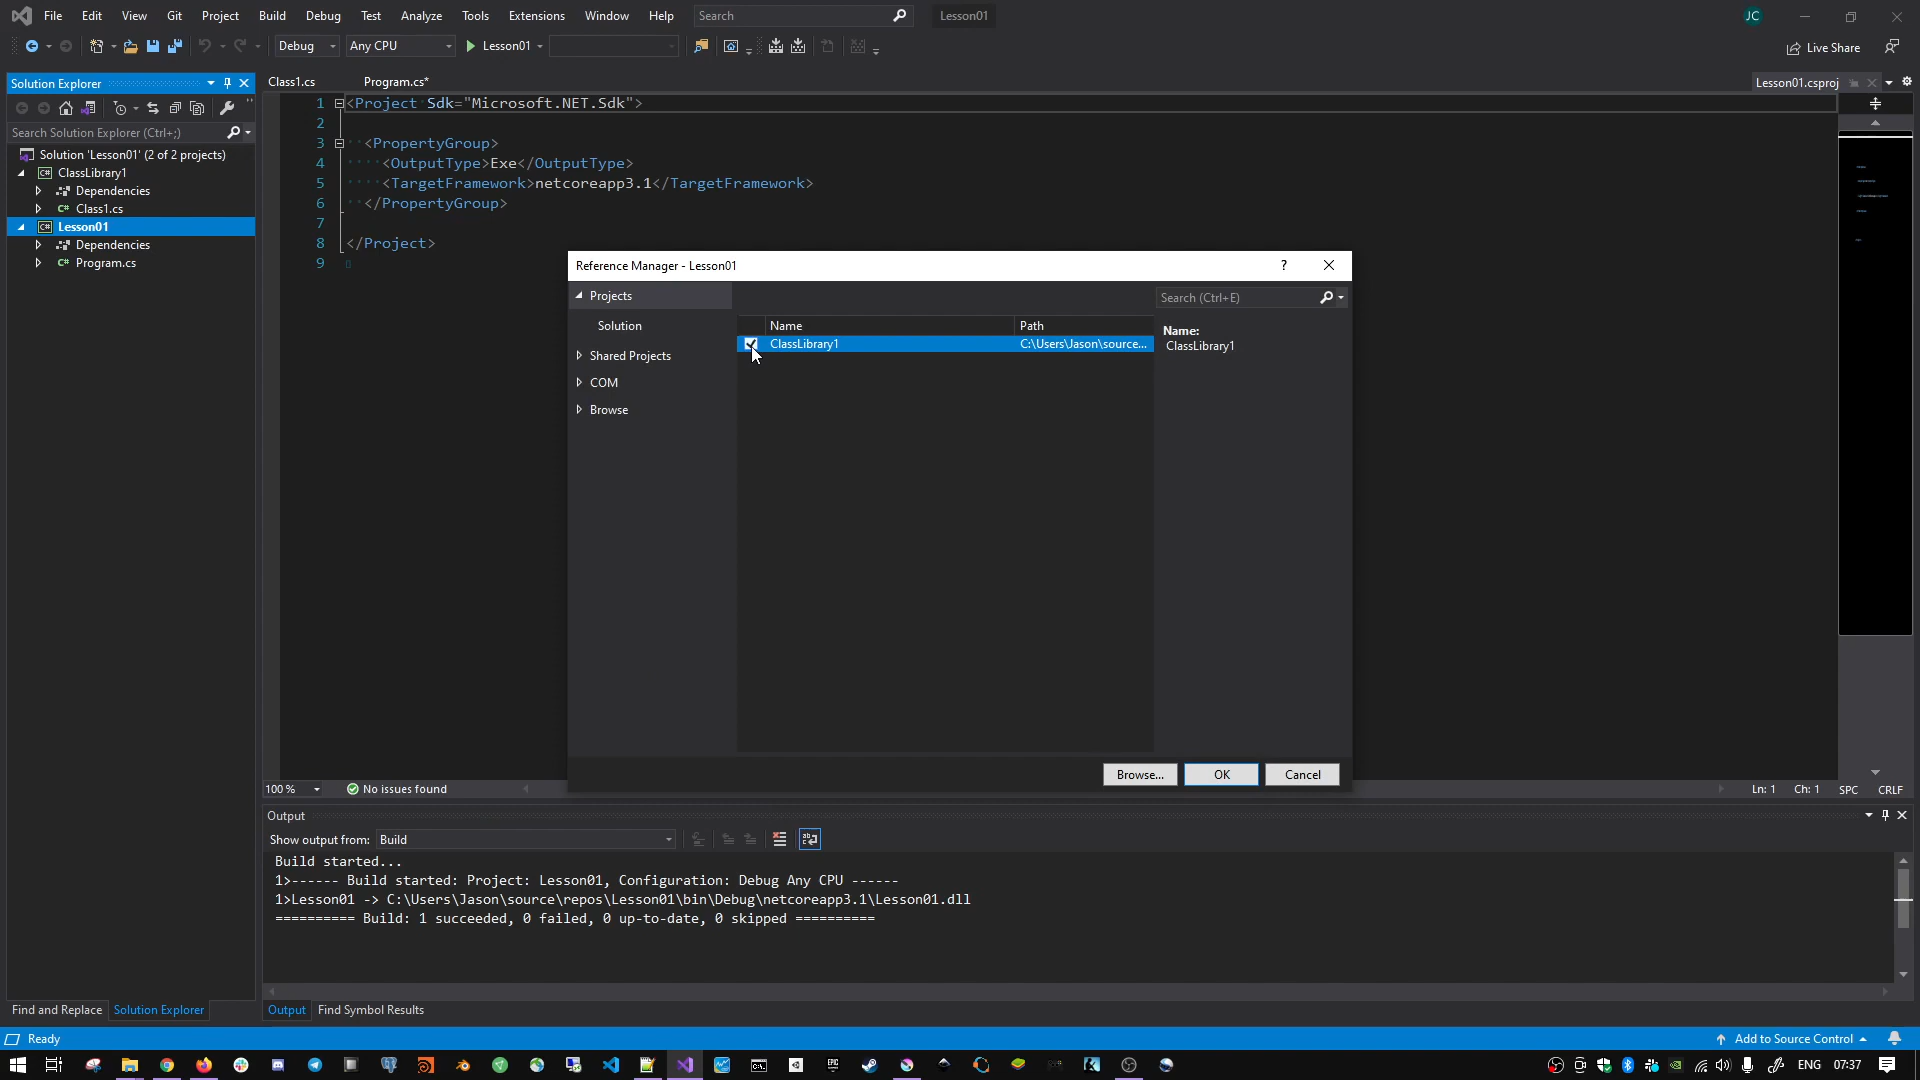 File Edit View Git Project Build Debug Test Analyze Tools Extensions Window Help Search Lesson01 JC
Debug Any CPU Lesson01 Live Share
Solution Explorer
Search Solution Explorer (Ctrl+;)
Solution 'Lesson01' (2 of 2 projects)
C# ClassLibrary1
Dependencies
C# Class1.cs
C# Lesson01
Dependencies
C# Program.cs
Class1.cs Program.cs* Lesson01.csproj
1 <Project Sdk="Microsoft.NET.Sdk">
2
3 <PropertyGroup>
4 <OutputType>Exe</OutputType>
5 <TargetFramework>netcoreapp3.1</TargetFramework>
6 </PropertyGroup>
7
8 </Project>
9
Reference Manager - Lesson01 ?
Projects
Solution
Shared Projects
COM
Browse
Search (Ctrl+E)
Name Path
ClassLibrary1 C:\Users\Jason\source...
Name:
ClassLibrary1
Browse... OK Cancel
100 % No issues found Ln: 1 Ch: 1 SPC CRLF
Output
Show output from: Build
Build started...
1>------ Build started: Project: Lesson01, Configuration: Debug Any CPU ------
1>Lesson01 -> C:\Users\Jason\source\repos\Lesson01\bin\Debug\netcoreapp3.1\Lesson01.dll
========== Build: 1 succeeded, 0 failed, 0 up-to-date, 0 skipped ==========
Find and Replace Solution Explorer Output Find Symbol Results
Ready Add to Source Control
ENG 07:37